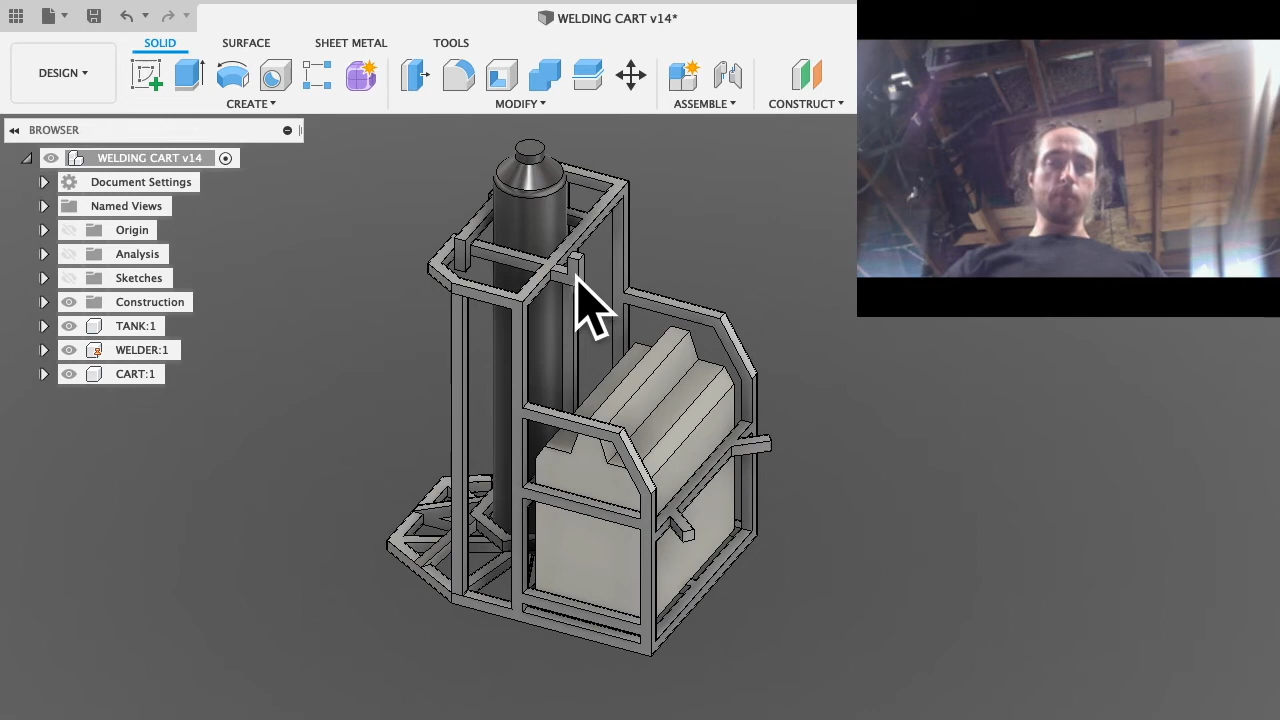 WELDING CART v14*
SOLID SURFACE SHEET METAL TOOLS
DESIGN
CREATE MODIFY ASSEMBLE CONSTRUCT
BROWSER
WELDING CART v14
Document Settings
Named Views
Origin
Analysis
Sketches
Construction
TANK:1
WELDER:1
CART:1